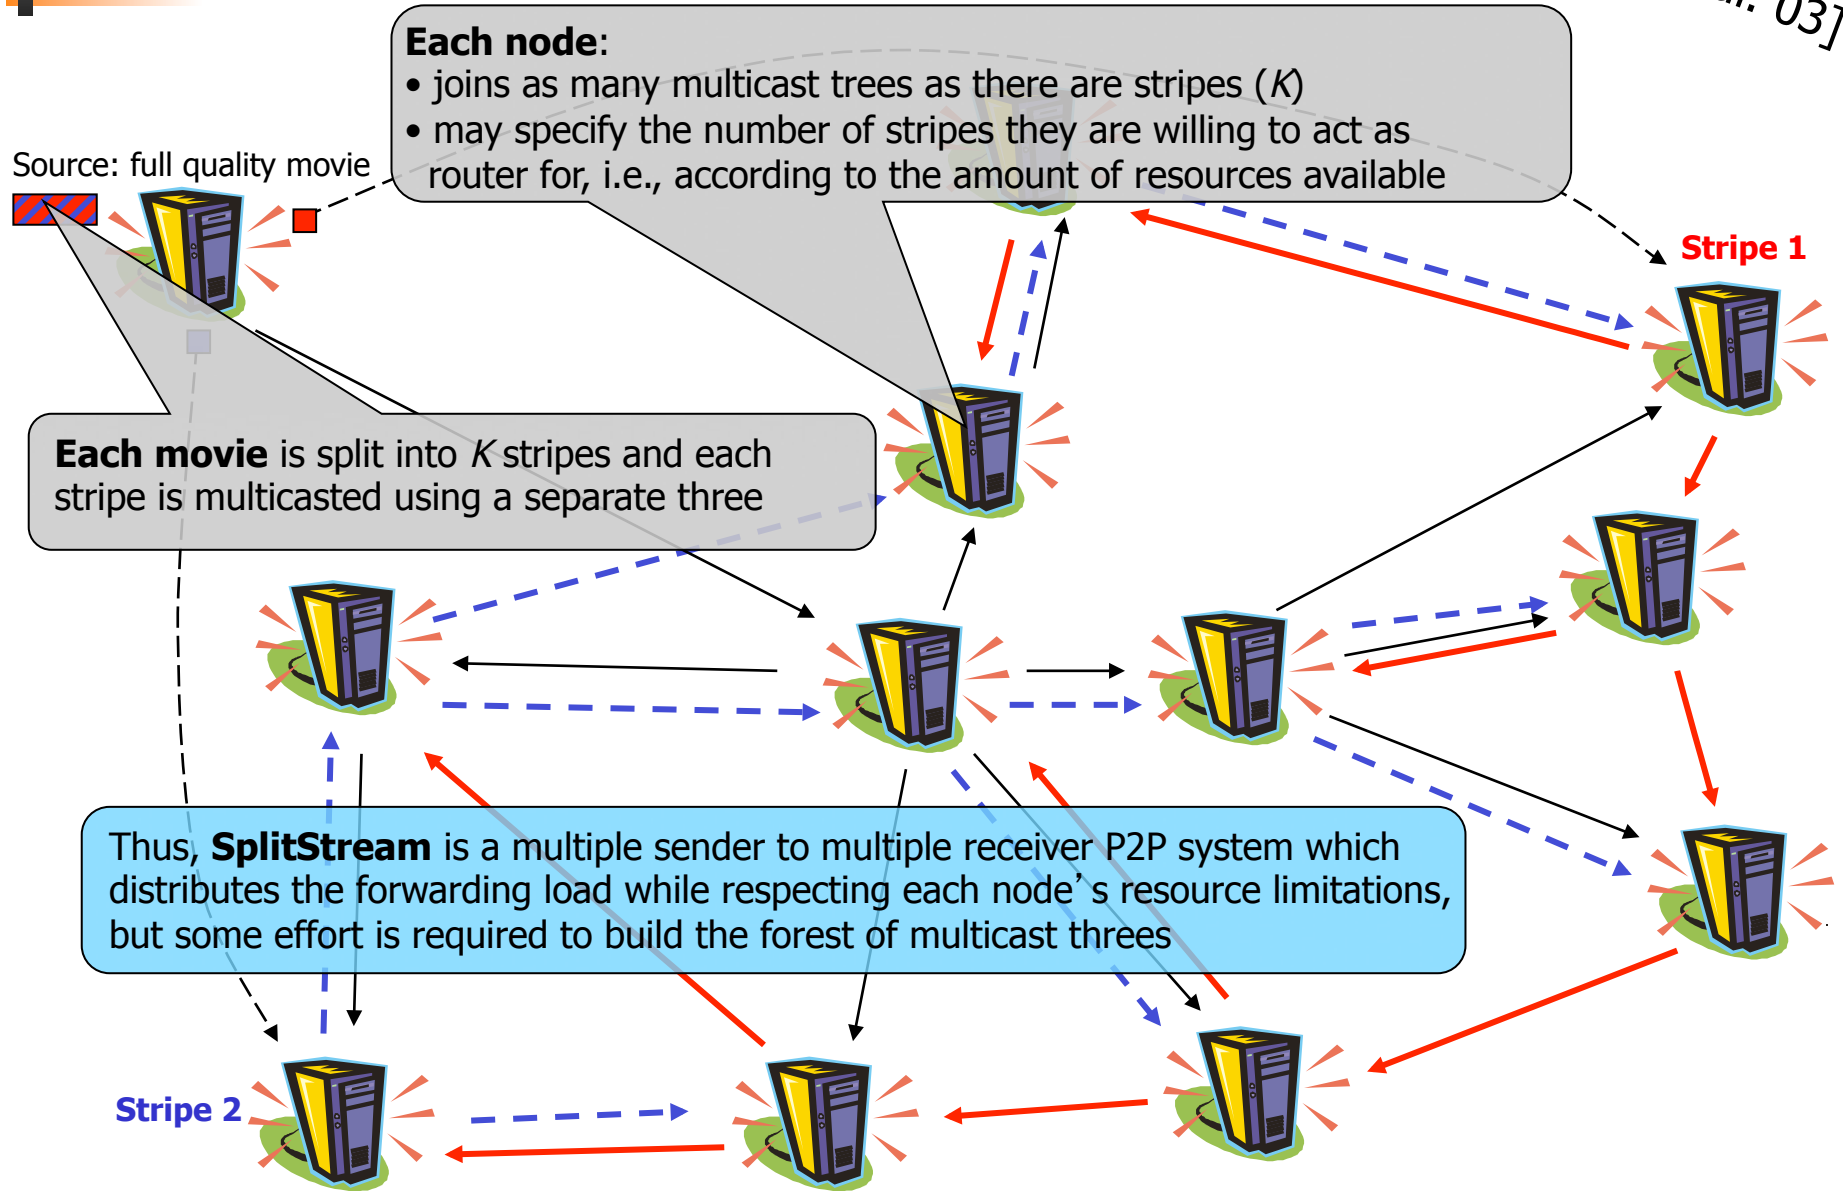 03]
Each node:
• joins as many multicast trees as there are stripes (K)
• may specify the number of stripes they are willing to act as
router for, i.e., according to the amount of resources available
Source: full quality movie
Stripe 1
Each movie is split into K stripes and each
stripe is multicasted using a separate three
Thus, SplitStream is a multiple sender to multiple receiver P2P system which
distributes the forwarding load while respecting each node’s resource limitations,
but some effort is required to build the forest of multicast threes
Stripe 2